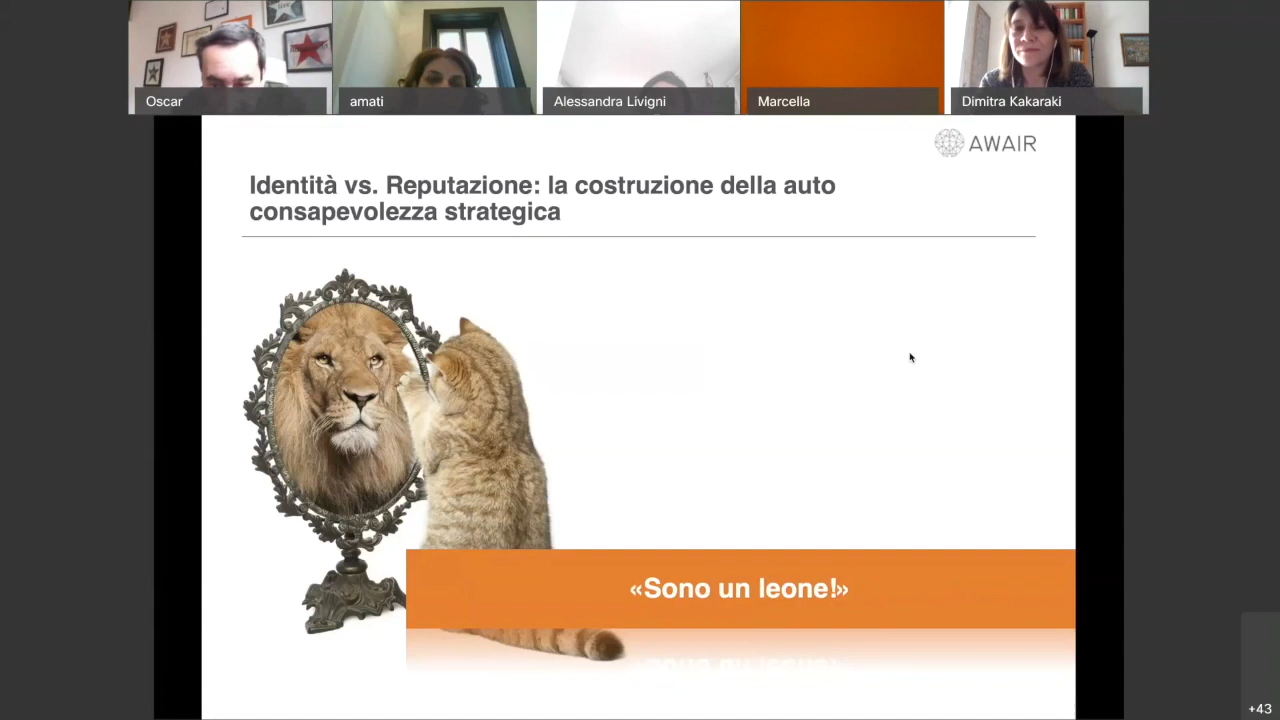 Oscar
amati
Alessandra Livigni
Marcella
Dimitra Kakaraki
AWAIR
Identità vs. Reputazione: la costruzione della auto
consapevolezza strategica
«Sono un leone!»
+43